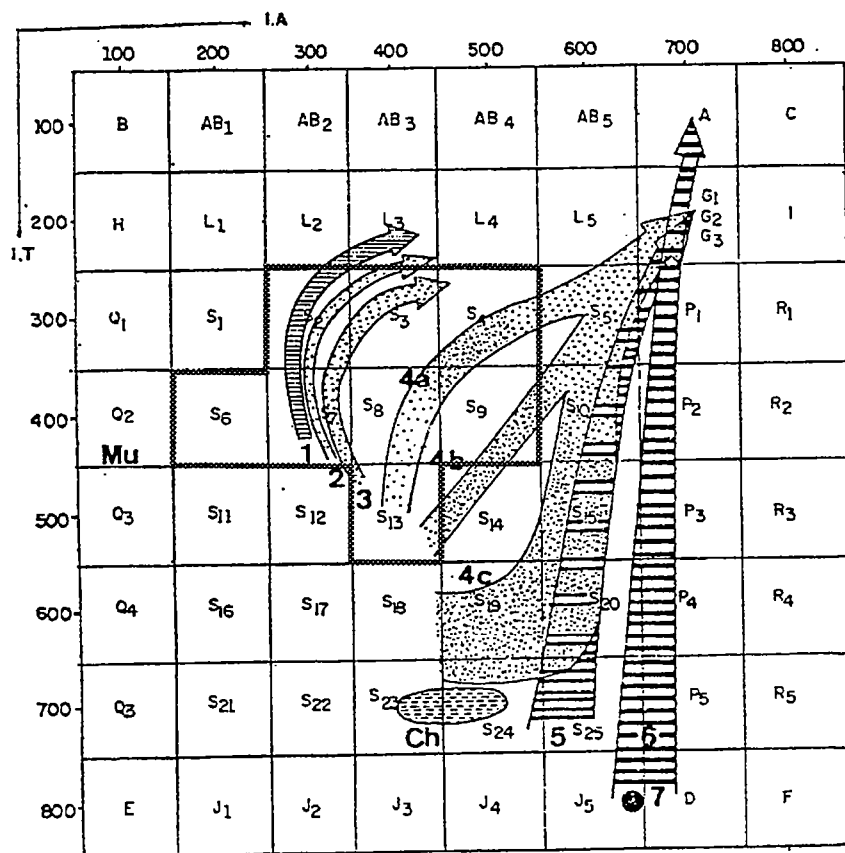 I.A
100 200 300 400 500 600 700 800
100 B AB1 AB2 AB3 AB4 AB5 A C
G1
200 H L1 L2 L3 L4 L5 G2 I
I.T G3
300 Q1 S1 S2 S3 S4 S5 P1 R1
4a
400 Q2 S6 S7 S8 S9 S10 P2 R2
Mu 1 4b
2
3
500 Q3 S11 S12 S13 S14 S15 P3 R3
4c
600 Q4 S16 S17 S18 S19 S20 P4 R4
700 Q3 S21 S22 S23 P5 R5
Ch S24 5 S25 6
800 E J1 J2 J3 J4 J5 7 D F